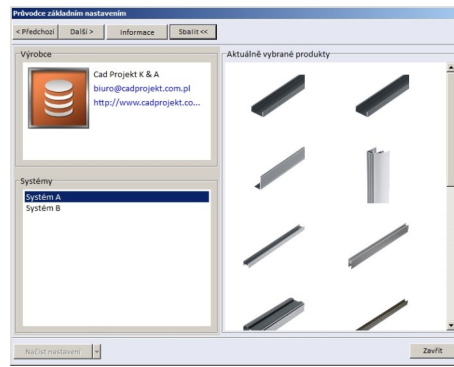 Průvodce základním nastavením
< Předchozí
Další >
Informace
Sbalit <<
Výrobce
Cad Projekt K & A
biuro@cadprojekt.com.pl
http://www.cadprojekt.co...
Systémy
Systém A
Systém B
Aktuálně vybrané produkty
Načíst nastavení
Zavřít